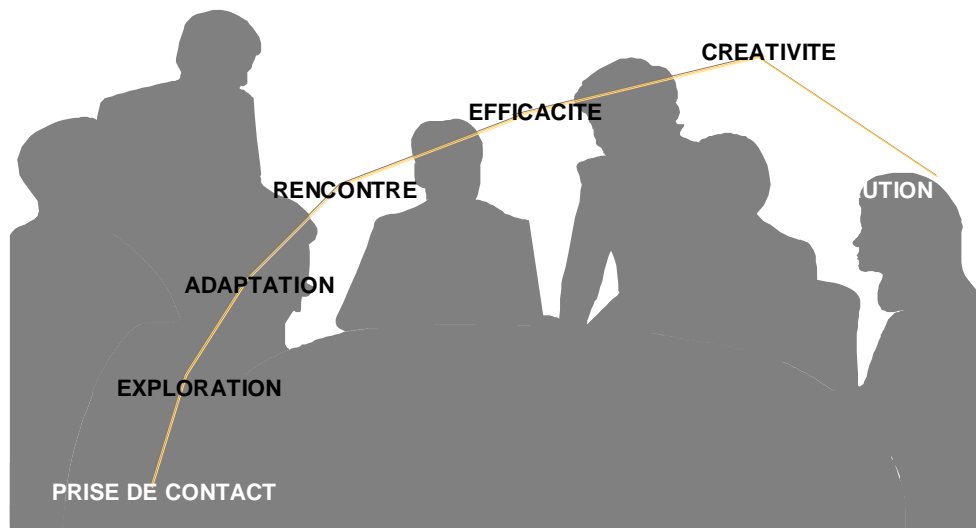 CREATIVITE
EFFICACITE
RENCONTRE
UTION
ADAPTATION
EXPLORATION
PRISE DE CONTACT